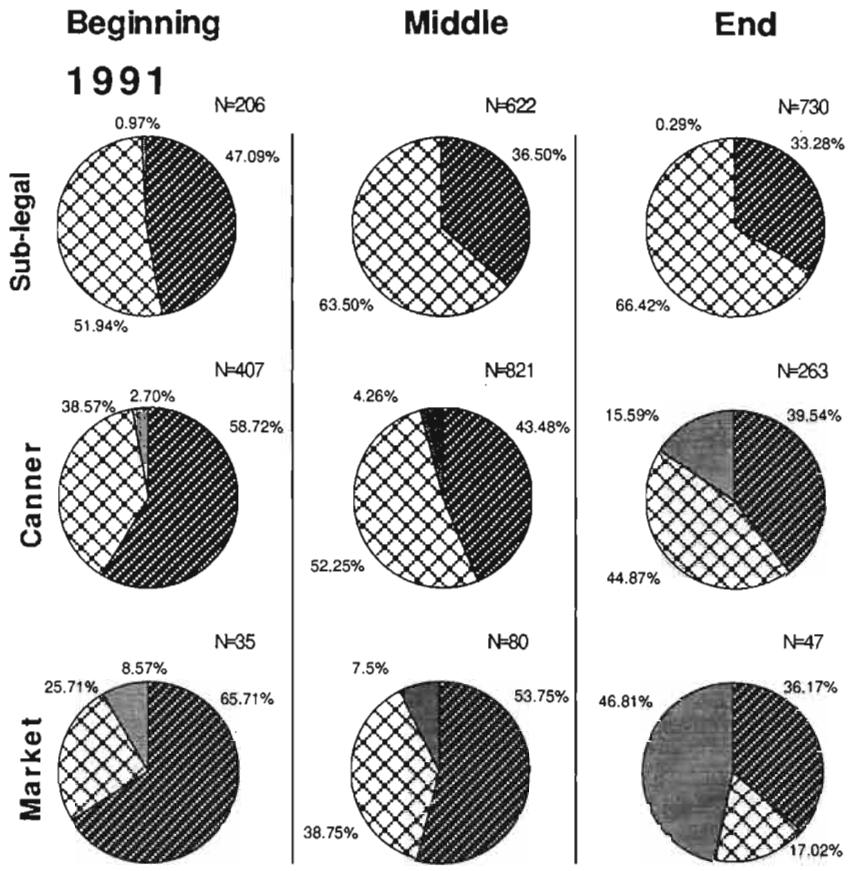 Beginning Middle End
1991
N=206 N=622 N=730
0.97% 0.29%
47.09% 36.50% 33.28%
Sub-legal
51.94% 63.50% 66.42%
N=407 N=821 N=263
38.57% 2.70% 4.26% 15.59% 39.54%
58.72% 43.48%
Canner
52.25% 44.87%
N=35 N=80 N=47
25.71% 8.57% 7.5% 36.17%
65.71% 53.75% 46.81%
Market
38.75% 17.02%